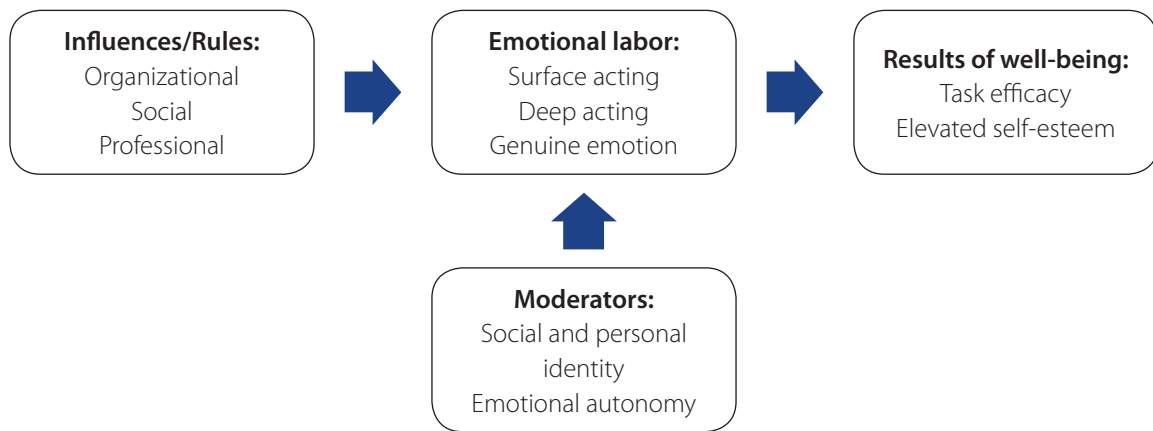 Influences/Rules:
Organizational
Social
Professional
Emotional labor:
Surface acting
Deep acting
Genuine emotion
Results of well-being:
Task efficacy
Elevated self-esteem
Moderators:
Social and personal
identity
Emotional autonomy